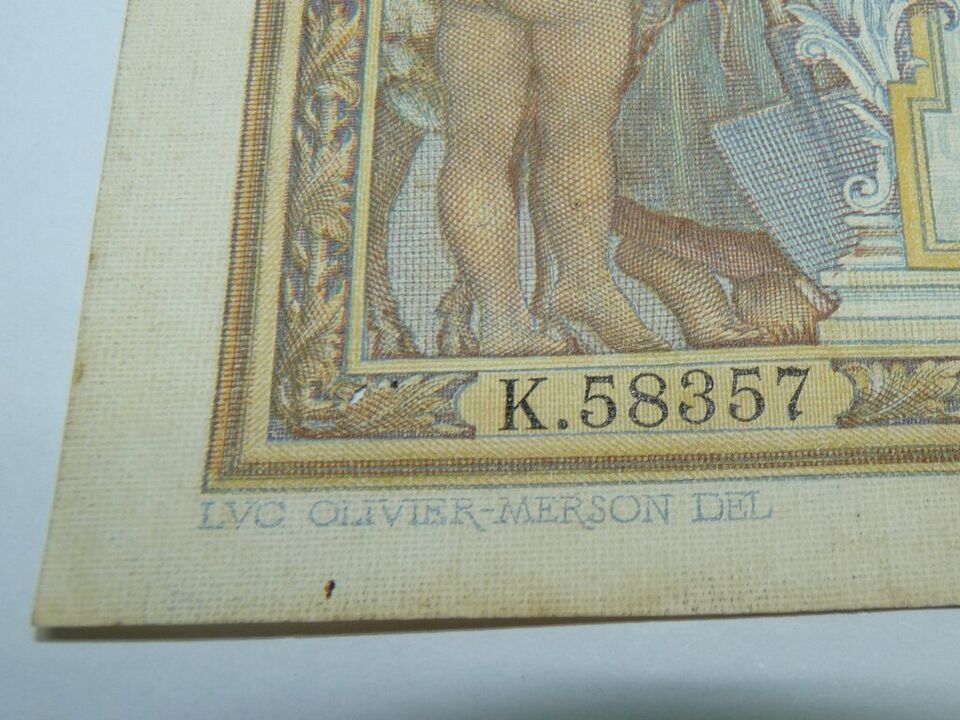 K.58357
LVC OLIVIER-MERSON DEL